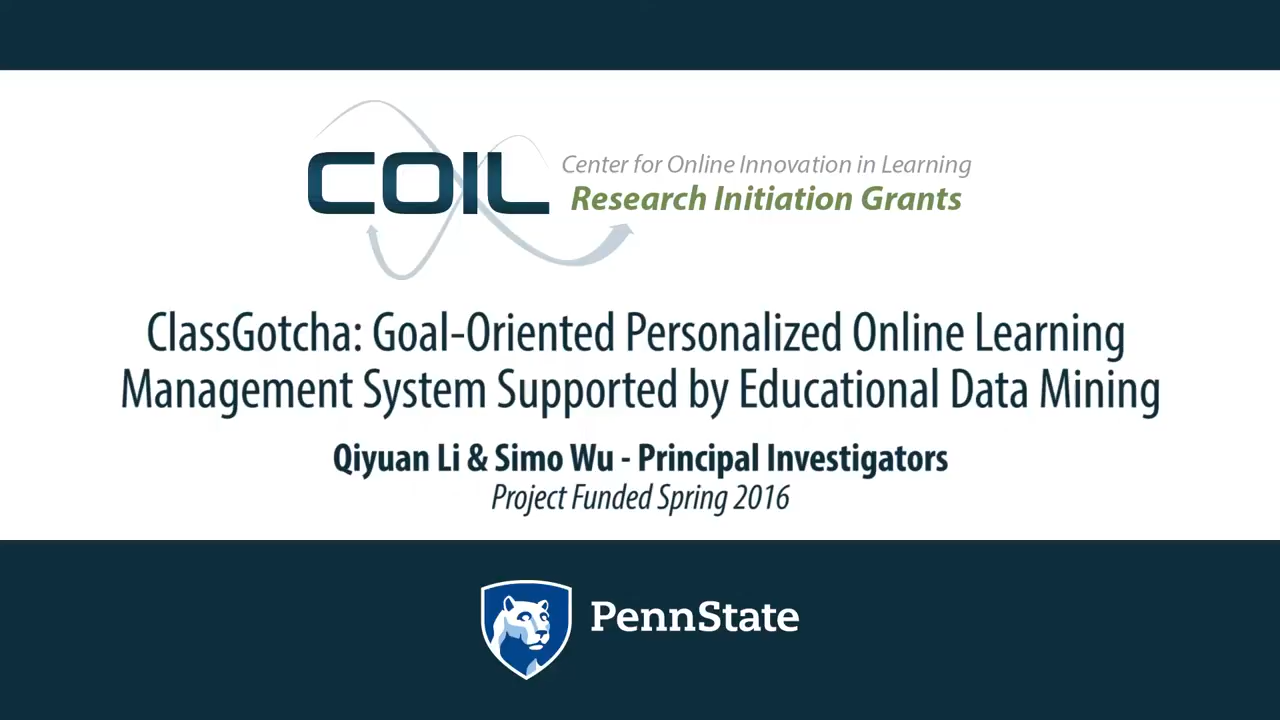 COIL
Center for Online Innovation in Learning
Research Initiation Grants
ClassGotcha: Goal-Oriented Personalized Online Learning
Management System Supported by Educational Data Mining
Qiyuan Li & Simo Wu - Principal Investigators
Project Funded Spring 2016
PennState